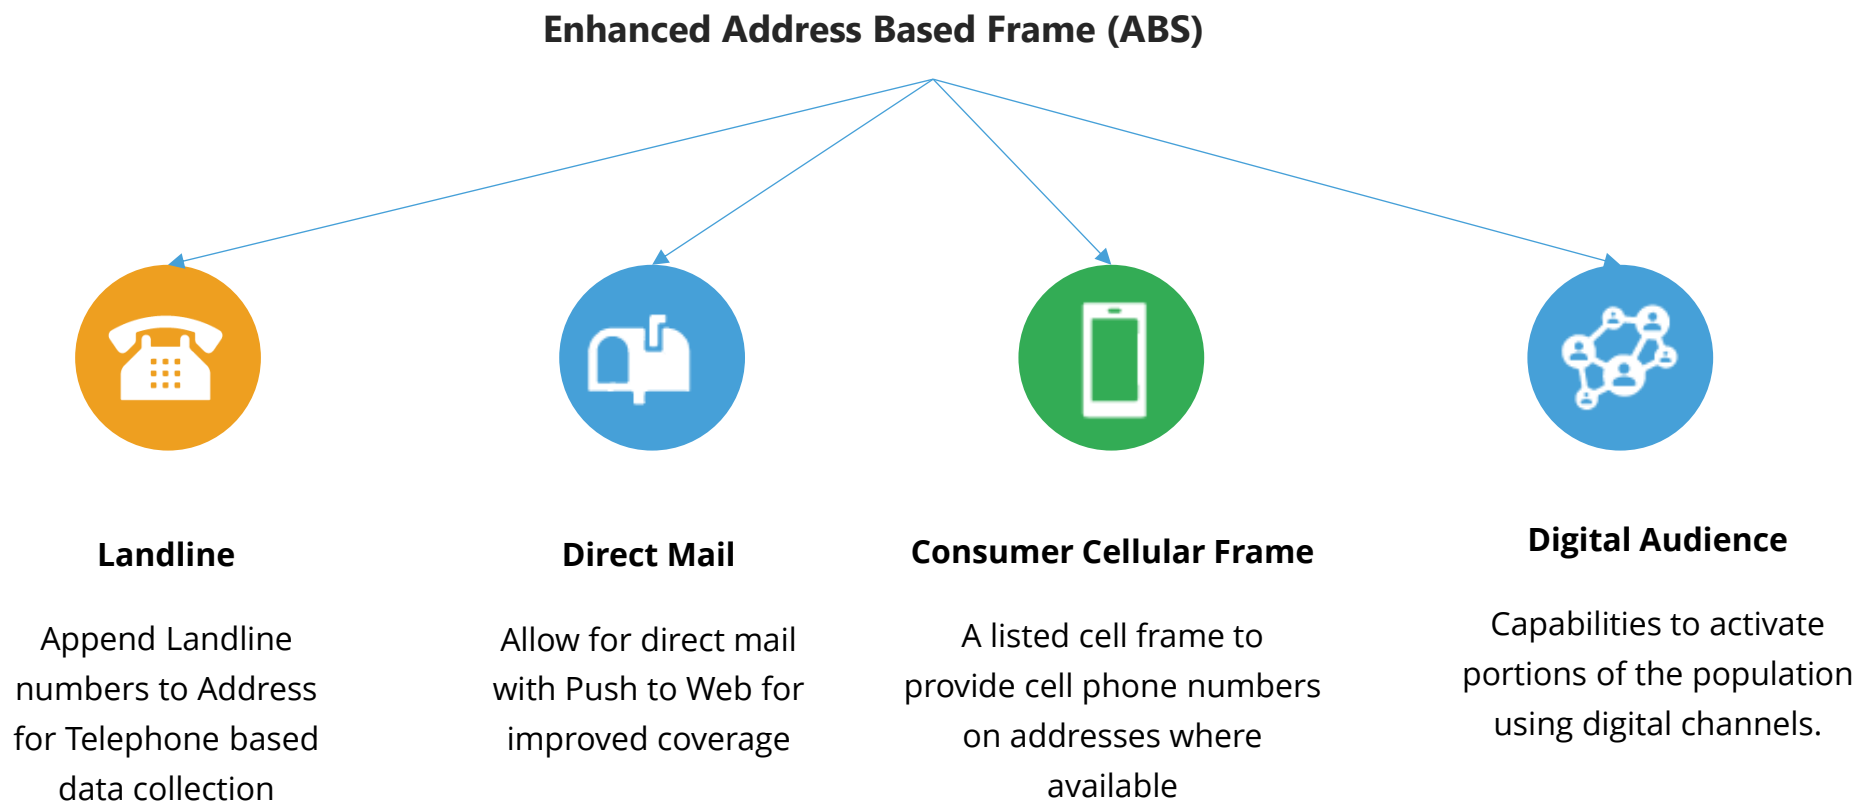 Enhanced Address Based Frame (ABS)
Landline
Append Landline
numbers to Address
for Telephone based
data collection
Direct Mail
Allow for direct mail
with Push to Web for
improved coverage
Consumer Cellular Frame
A listed cell frame to
provide cell phone numbers
on addresses where
available
Digital Audience
Capabilities to activate
portions of the population
using digital channels.